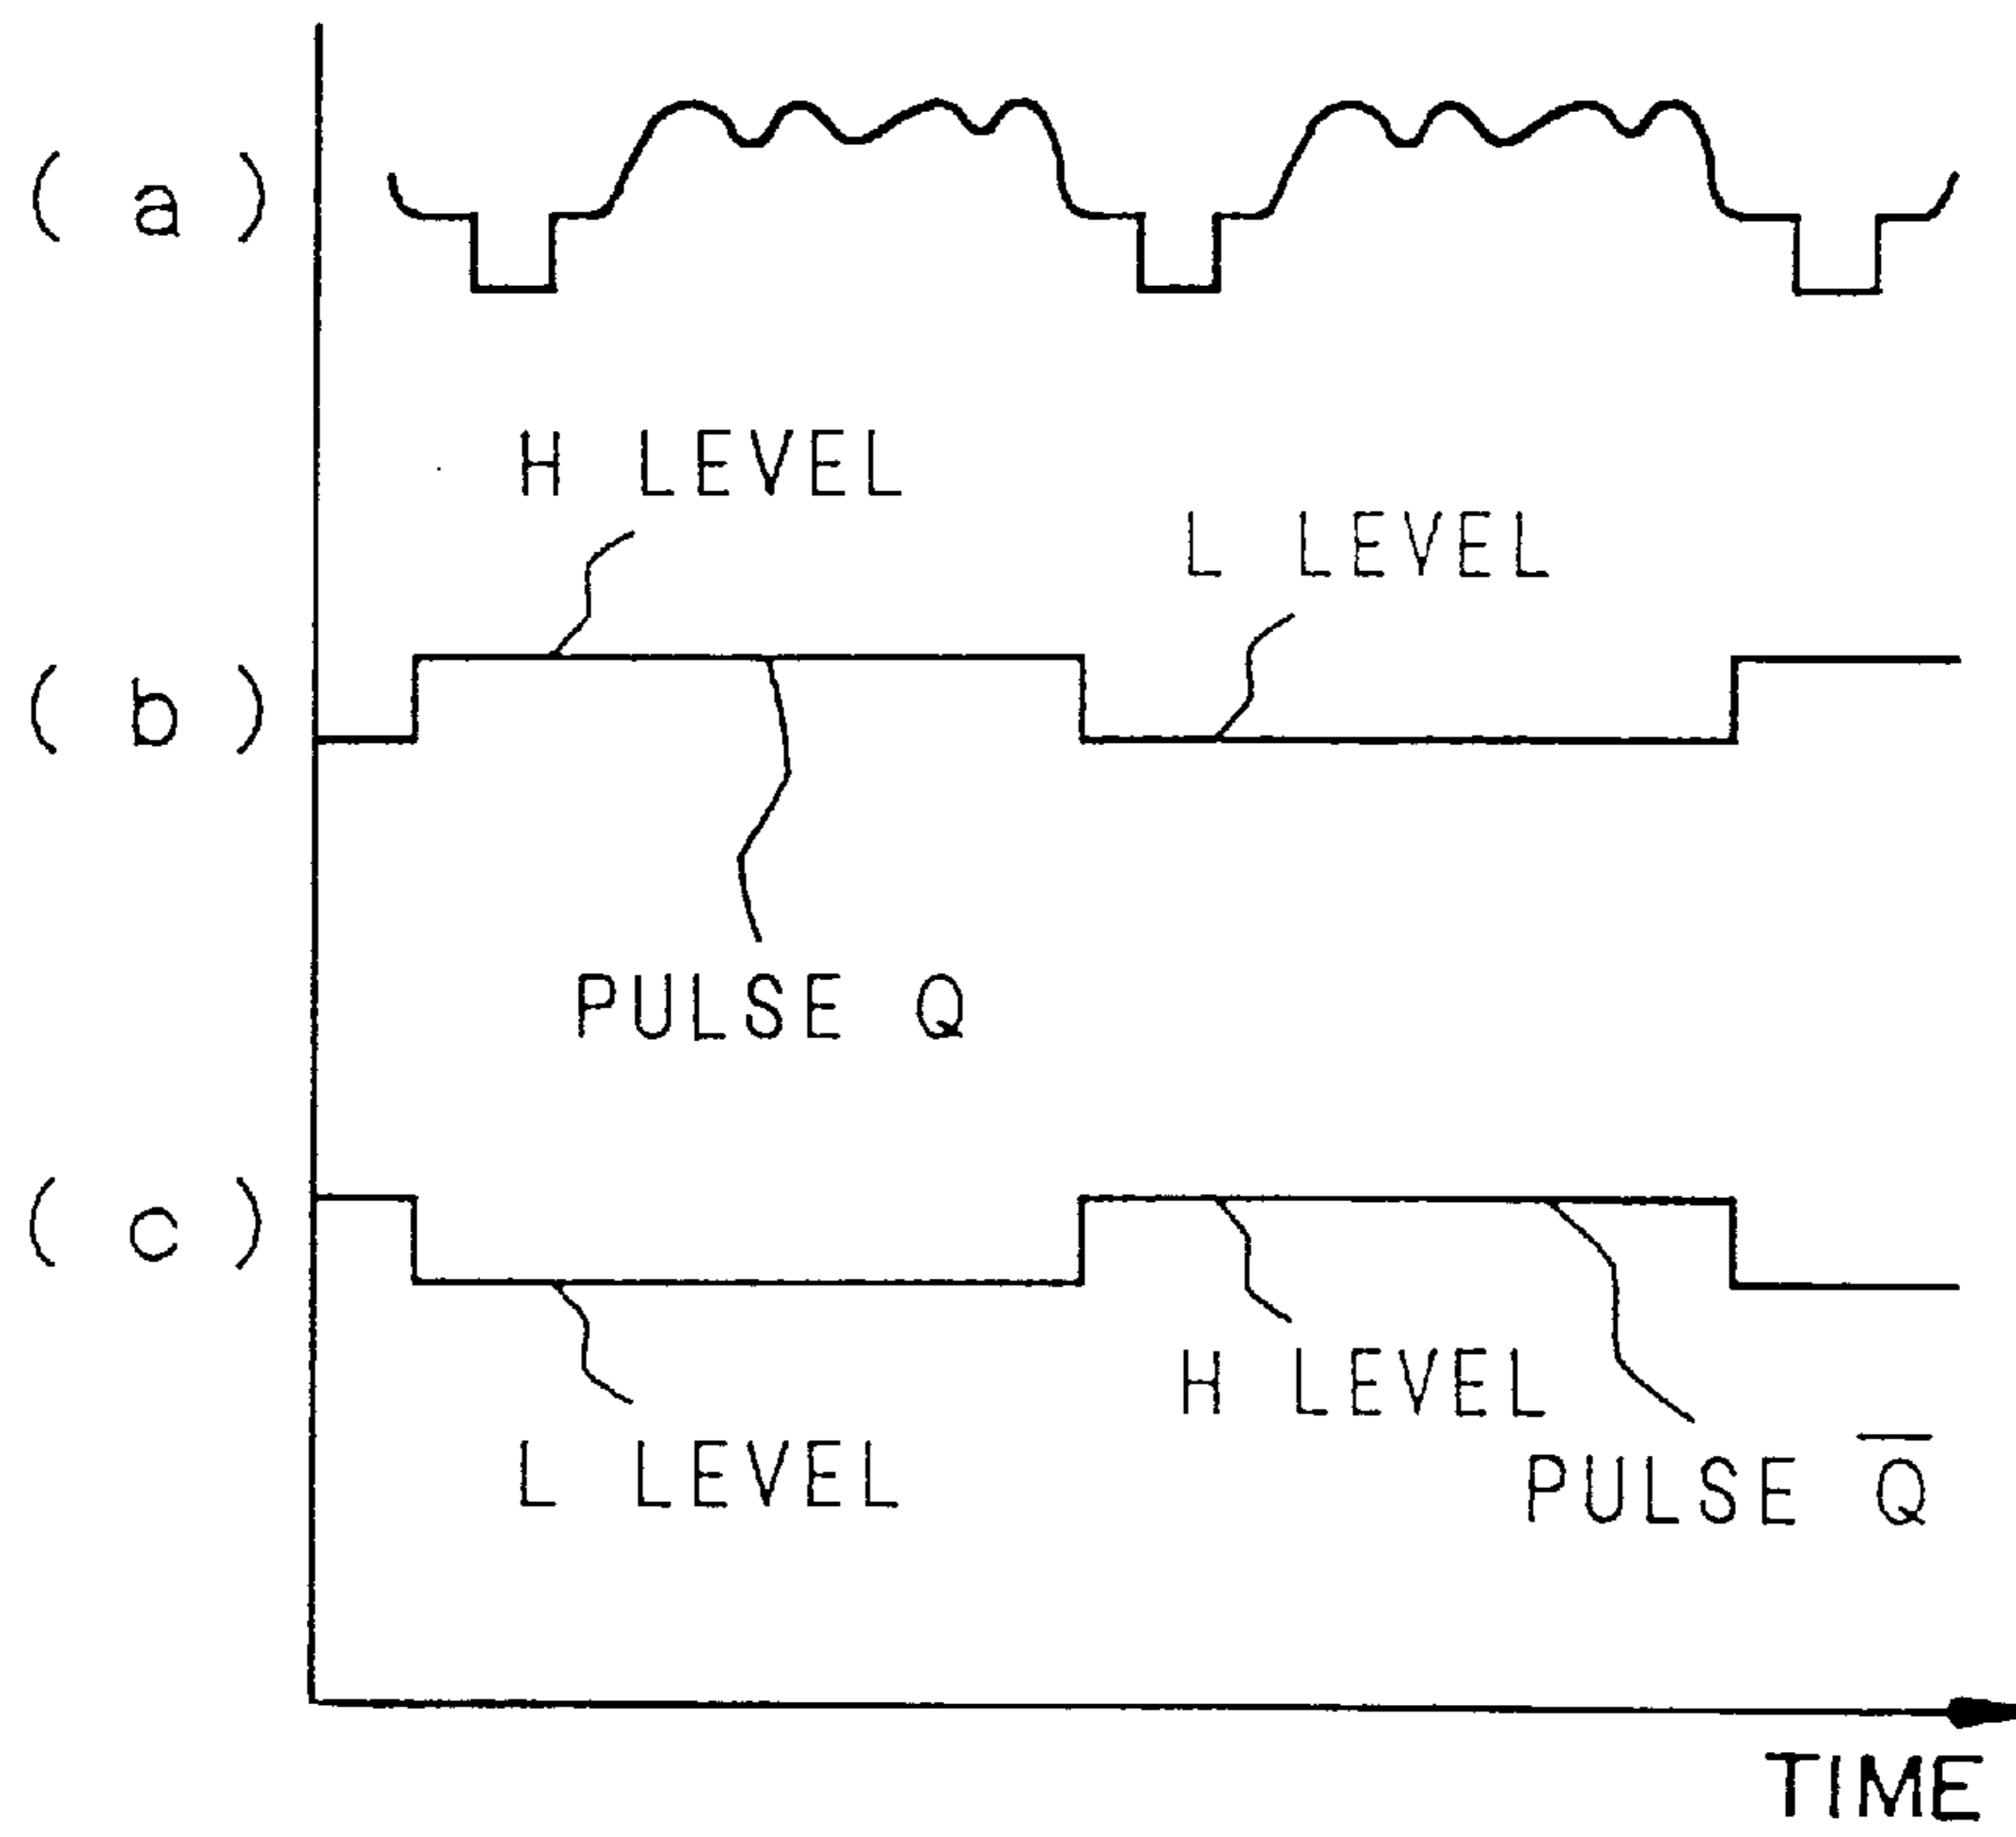 ( a )
H LEVEL
L LEVEL
( b )
PULSE Q
( c )
H LEVEL
L LEVEL
PULSE Q̅
TIME